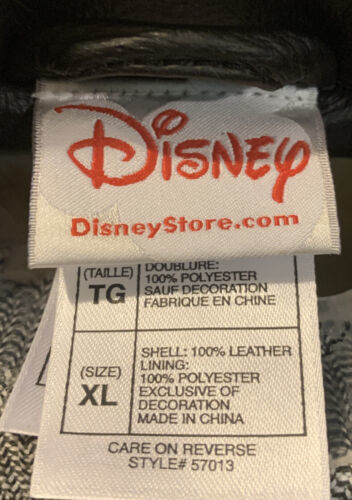 Disney
DisneyStore.com
(TAILLE)
TG
DOUBLURE:
100% POLYESTER
SAUF DECORATION
FABRIQUE EN CHINE
(SIZE)
XL
SHELL: 100% LEATHER
LINING:
100% POLYESTER
EXCLUSIVE OF
DECORATION
MADE IN CHINA
CARE ON REVERSE
STYLE# 57013